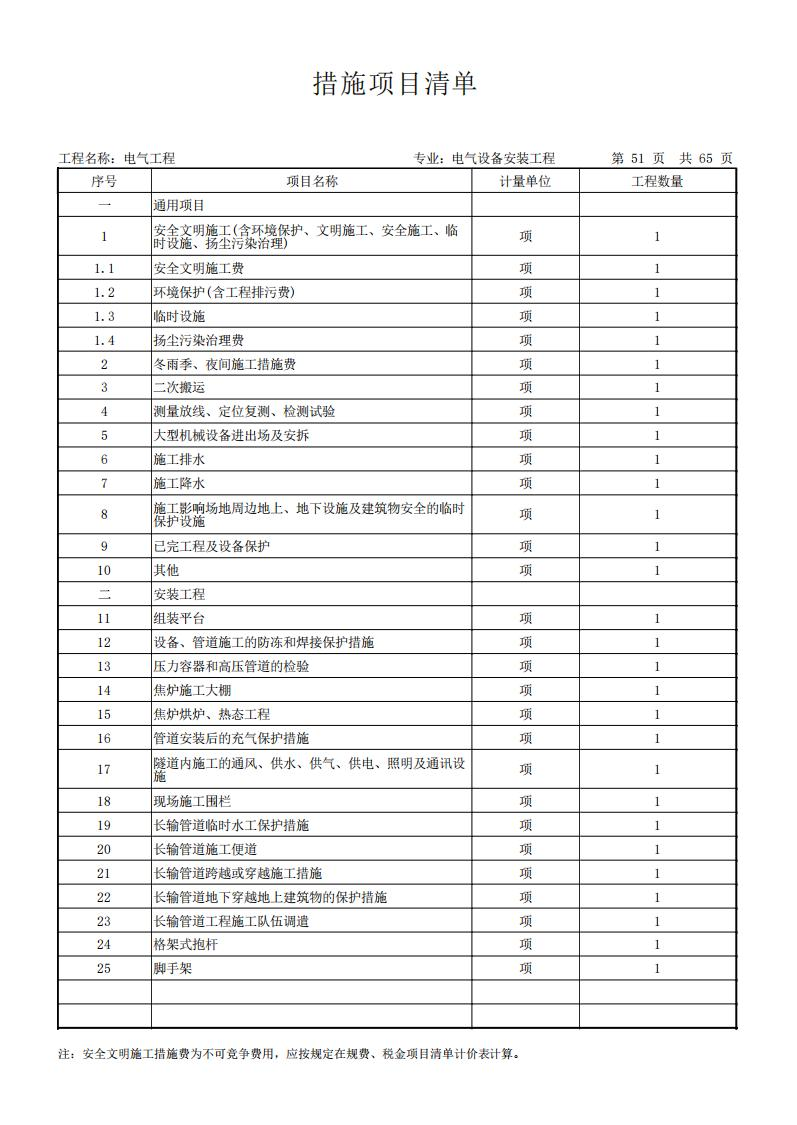 措施项目清单
工程名称：电气工程 专业：电气设备安装工程 第 51 页 共 65 页
序号 项目名称 计量单位 工程数量
一 通用项目
1 安全文明施工(含环境保护、文明施工、安全施工、临
时设施、扬尘污染治理) 项 1
1.1 安全文明施工费 项 1
1.2 环境保护(含工程排污费) 项 1
1.3 临时设施 项 1
1.4 扬尘污染治理费 项 1
2 冬雨季、夜间施工措施费 项 1
3 二次搬运 项 1
4 测量放线、定位复测、检测试验 项 1
5 大型机械设备进出场及安拆 项 1
6 施工排水 项 1
7 施工降水 项 1
8 施工影响场地周边地上、地下设施及建筑物安全的临时
保护设施 项 1
9 已完工程及设备保护 项 1
10 其他 项 1
二 安装工程
11 组装平台 项 1
12 设备、管道施工的防冻和焊接保护措施 项 1
13 压力容器和高压管道的检验 项 1
14 焦炉施工大棚 项 1
15 焦炉烘炉、热态工程 项 1
16 管道安装后的充气保护措施 项 1
17 隧道内施工的通风、供水、供气、供电、照明及通讯设
施 项 1
18 现场施工围栏 项 1
19 长输管道临时水工保护措施 项 1
20 长输管道施工便道 项 1
21 长输管道跨越或穿越施工措施 项 1
22 长输管道地下穿越地上建筑物的保护措施 项 1
23 长输管道工程施工队伍调遣 项 1
24 格架式抱杆 项 1
25 脚手架 项 1
注：安全文明施工措施费为不可竞争费用，应按规定在规费、税金项目清单计价表计算。